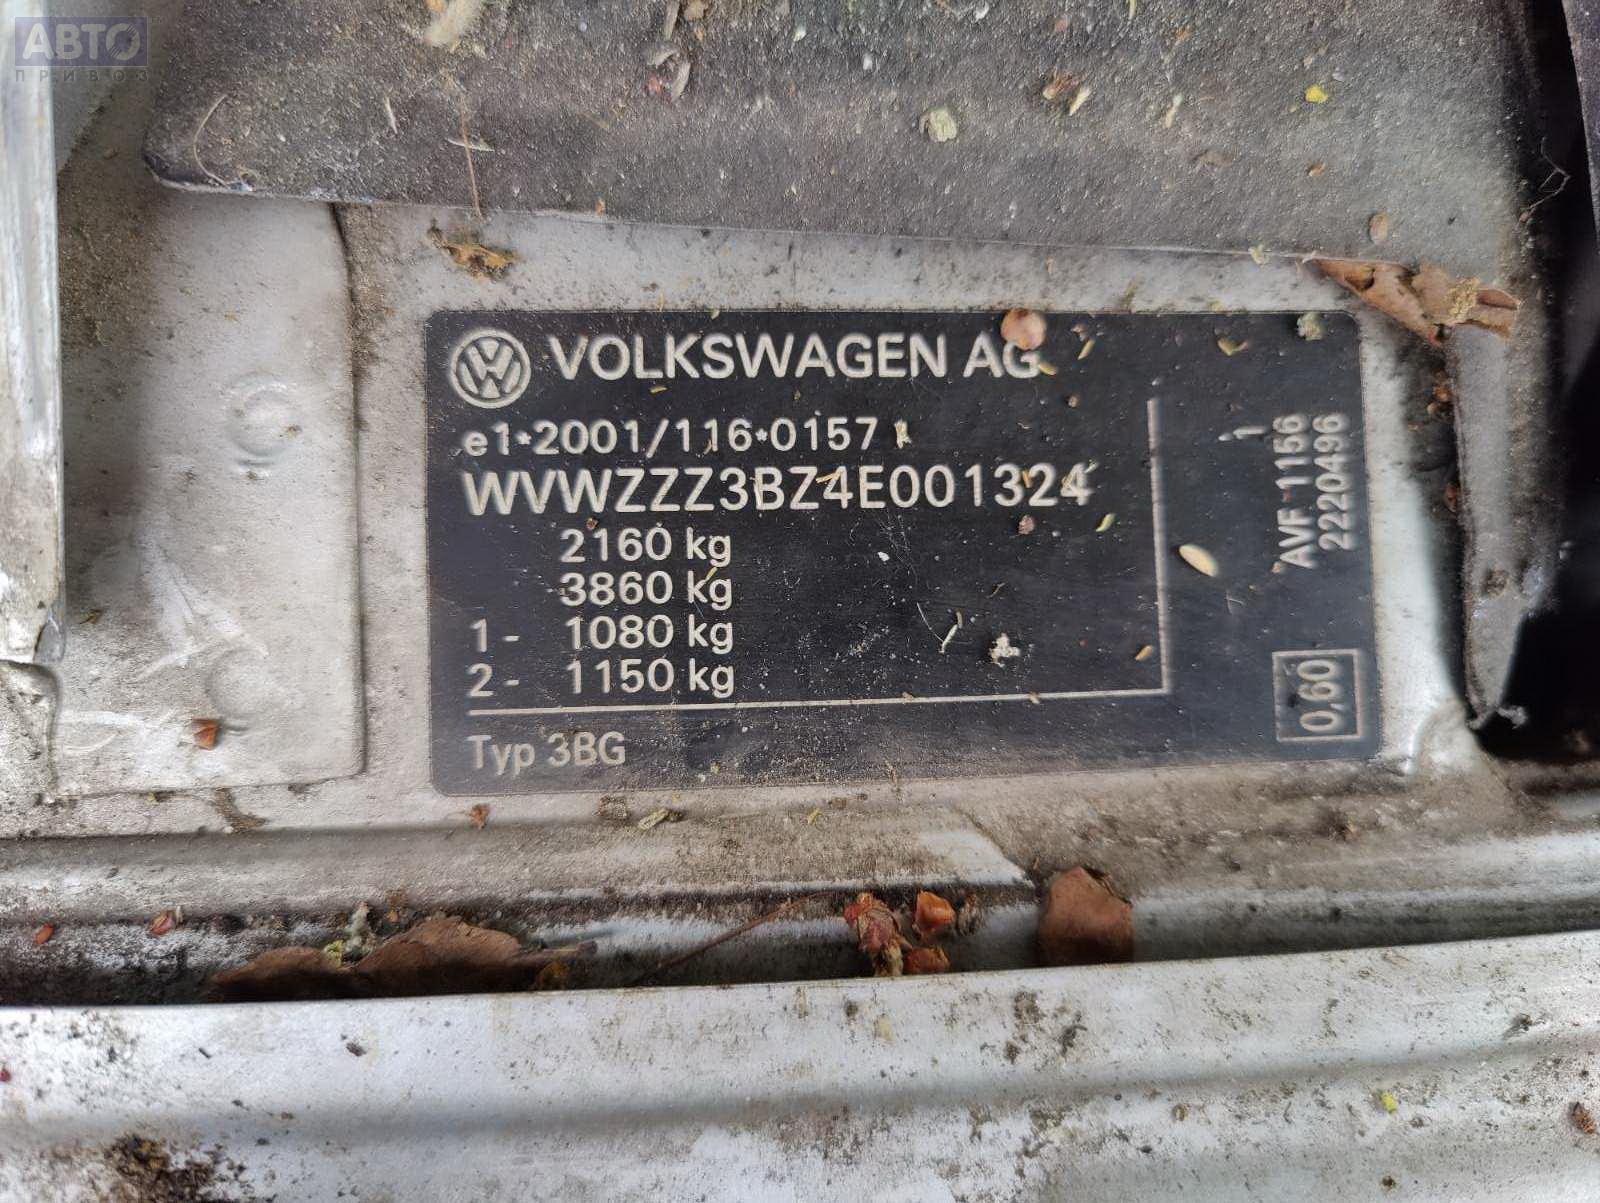 АВТО
ПРИВОЗ
VOLKSWAGEN AG
e1*2001/116*0157
WVWZZZ3BZ4E001324
2160 kg
3860 kg
1- 1080 kg
2- 1150 kg
Typ 3BG
1
AVF 1156
2220496
0,60